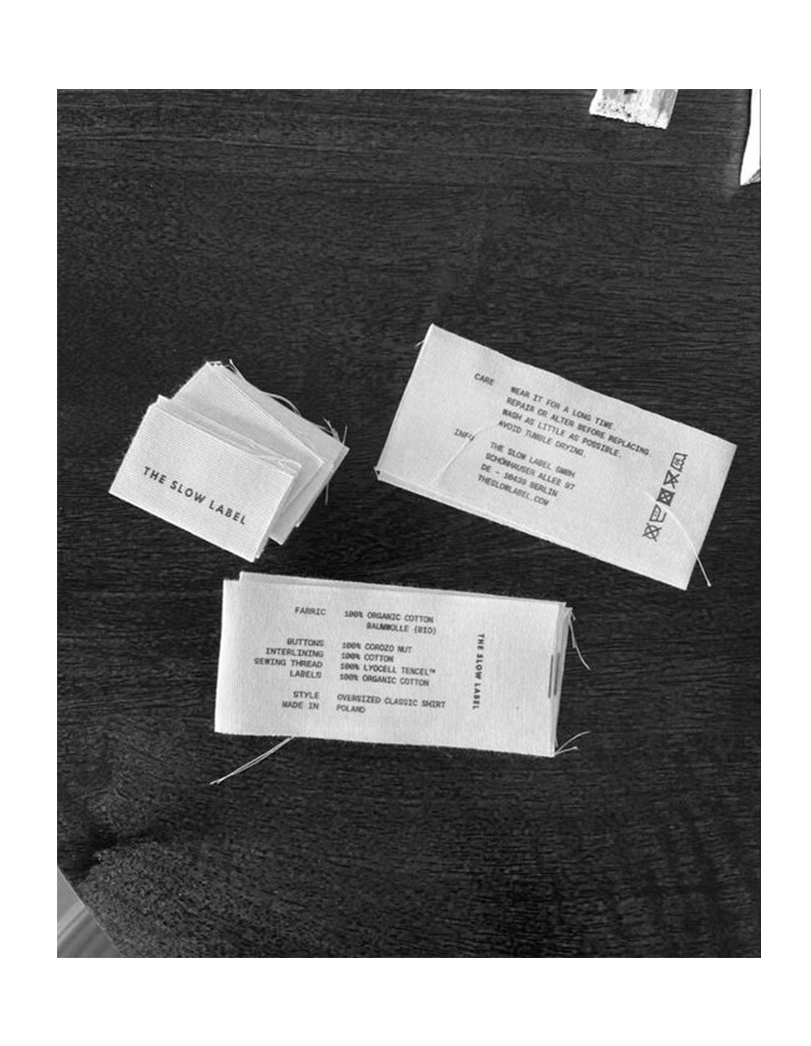 THE SLOW LABEL
CARE WEAR IT FOR A LONG TIME.
REPAIR OR ALTER BEFORE REPLACING.
WASH AS LITTLE AS POSSIBLE.
AVOID TUMBLE DRYING.
INFO THE SLOW LABEL GMBH
SCHÖNHAUSER ALLEE 97
DE - 10439 BERLIN
THESLOWLABEL.COM
FABRIC 100% ORGANIC COTTON
BAUMWOLLE (BIO)
BUTTONS 100% COROZO NUT
INTERLINING 100% COTTON
SEWING THREAD 100% LYOCELL TENCEL™
LABELS 100% ORGANIC COTTON
STYLE OVERSIZED CLASSIC SHIRT
MADE IN POLAND
THE SLOW LABEL